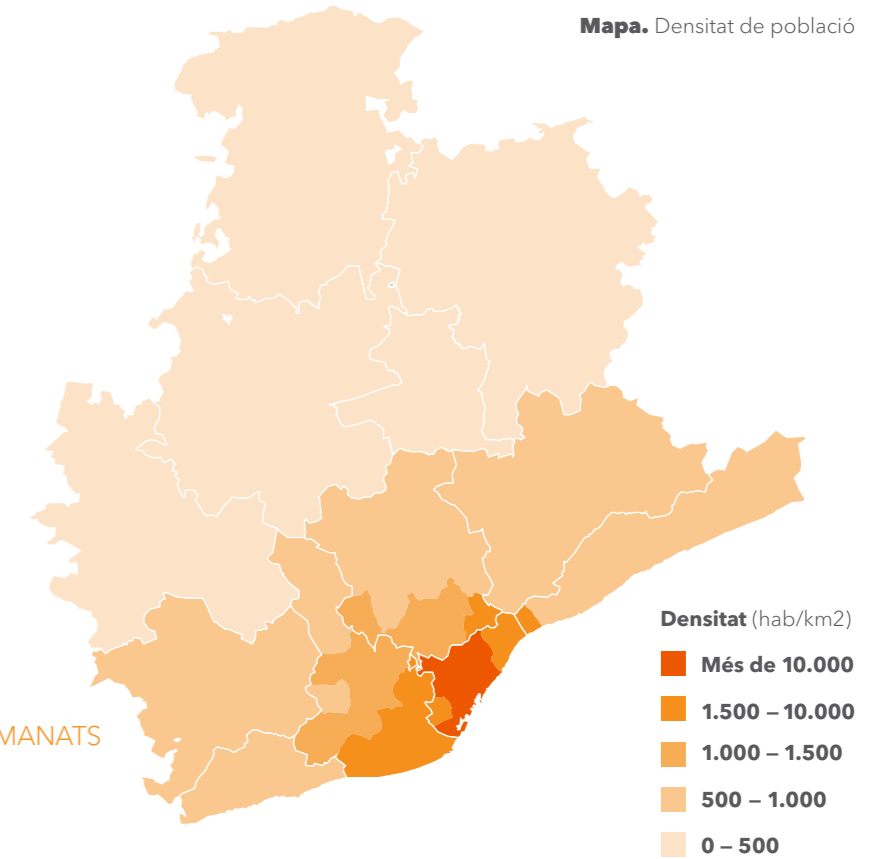 Mapa. Densitat de població
MANATS
Densitat (hab/km2)
Més de 10.000
1.500 – 10.000
1.000 – 1.500
500 – 1.000
0 – 500